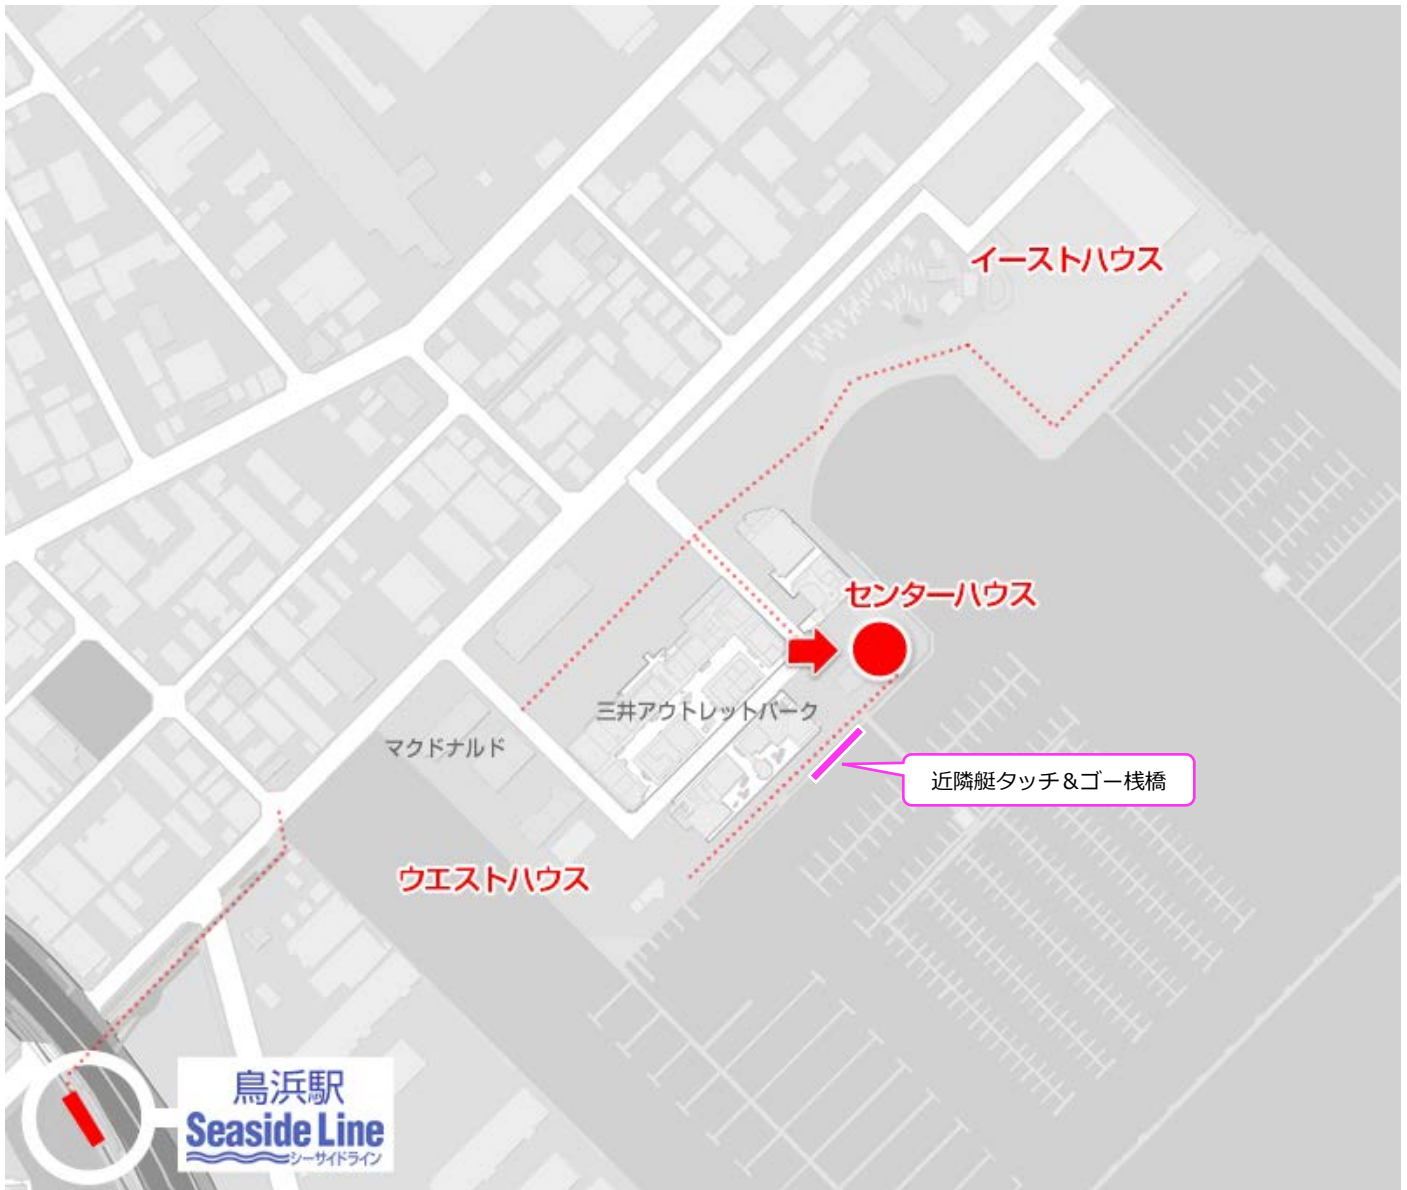 イーストハウス
センターハウス
三井アウトレットパーク
マクドナルド
近隣艇タッチ＆ゴー桟橋
ウエストハウス
鳥浜駅
Seaside Line
シーサイドライン